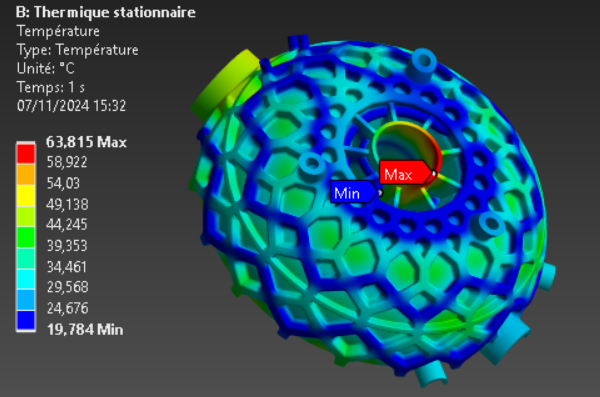 B: Thermique stationnaire
Température
Type: Température
Unité: °C
Temps: 1 s
07/11/2024 15:32
63,815 Max
58,922
54,03
49,138
44,245
39,353
34,461
29,568
24,676
19,784 Min
Max
Min